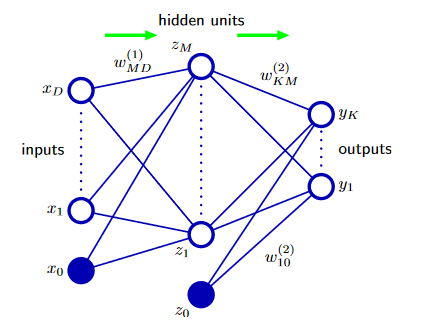 hidden units
z_M
w_{MD}^{(1)}
w_{KM}^{(2)}
x_D
y_K
inputs
outputs
y_1
x_1
z_1
w_{10}^{(2)}
x_0
z_0